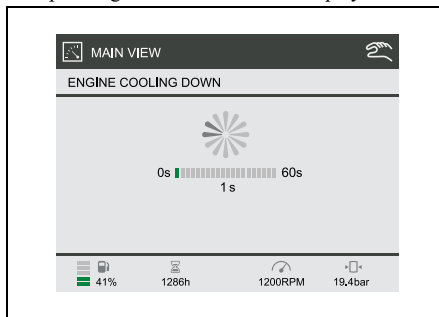 MAIN VIEW
ENGINE COOLING DOWN
0s 60s
1 s
41% 1286h 1200RPM 19.4bar